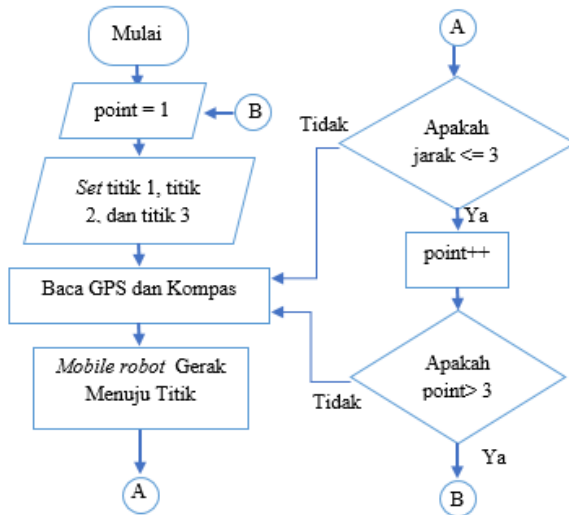 Mulai
point = 1
B
Set titik 1, titik
2, dan titik 3
Baca GPS dan Kompas
Mobile robot Gerak
Menuju Titik
A
A
Apakah
jarak <= 3
Tidak
Ya
point++
Apakah
point> 3
Tidak
Ya
B